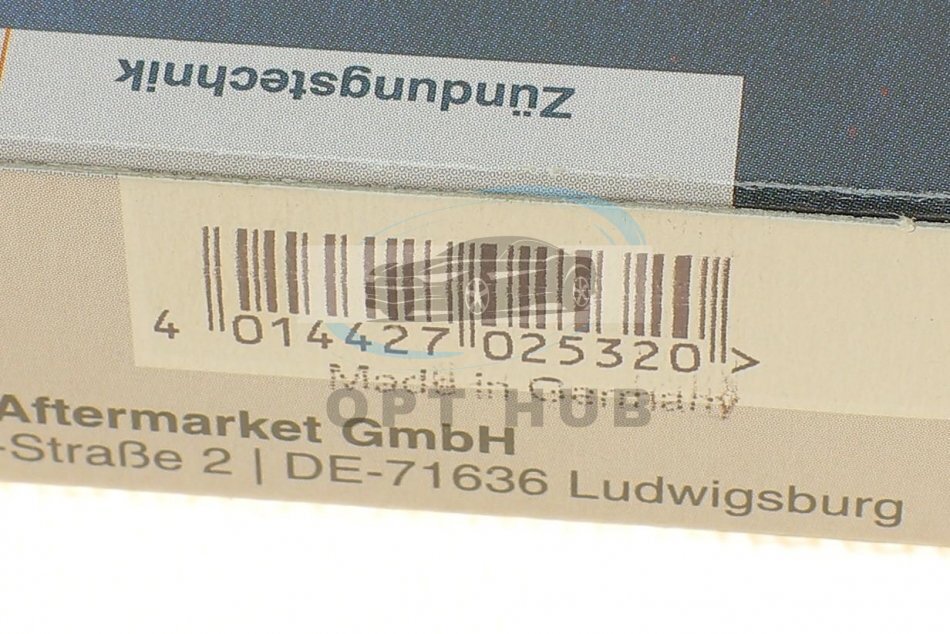 Zündungstechnik
4 014427 025320 >
Made in Germany
OPT HUB
Aftermarket GmbH
-Straße 2 | DE-71636 Ludwigsburg